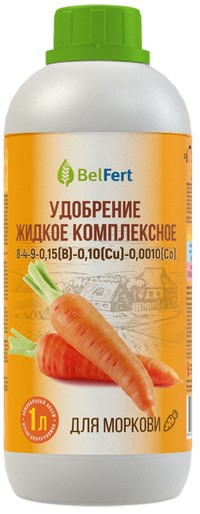 BelFert
УДОБРЕНИЕ
ЖИДКОЕ КОМПЛЕКСНОЕ
8-4-9-0,15(B)-0,10(Cu)-0,0010(Co)
1л
ДЛЯ МОРКОВИ